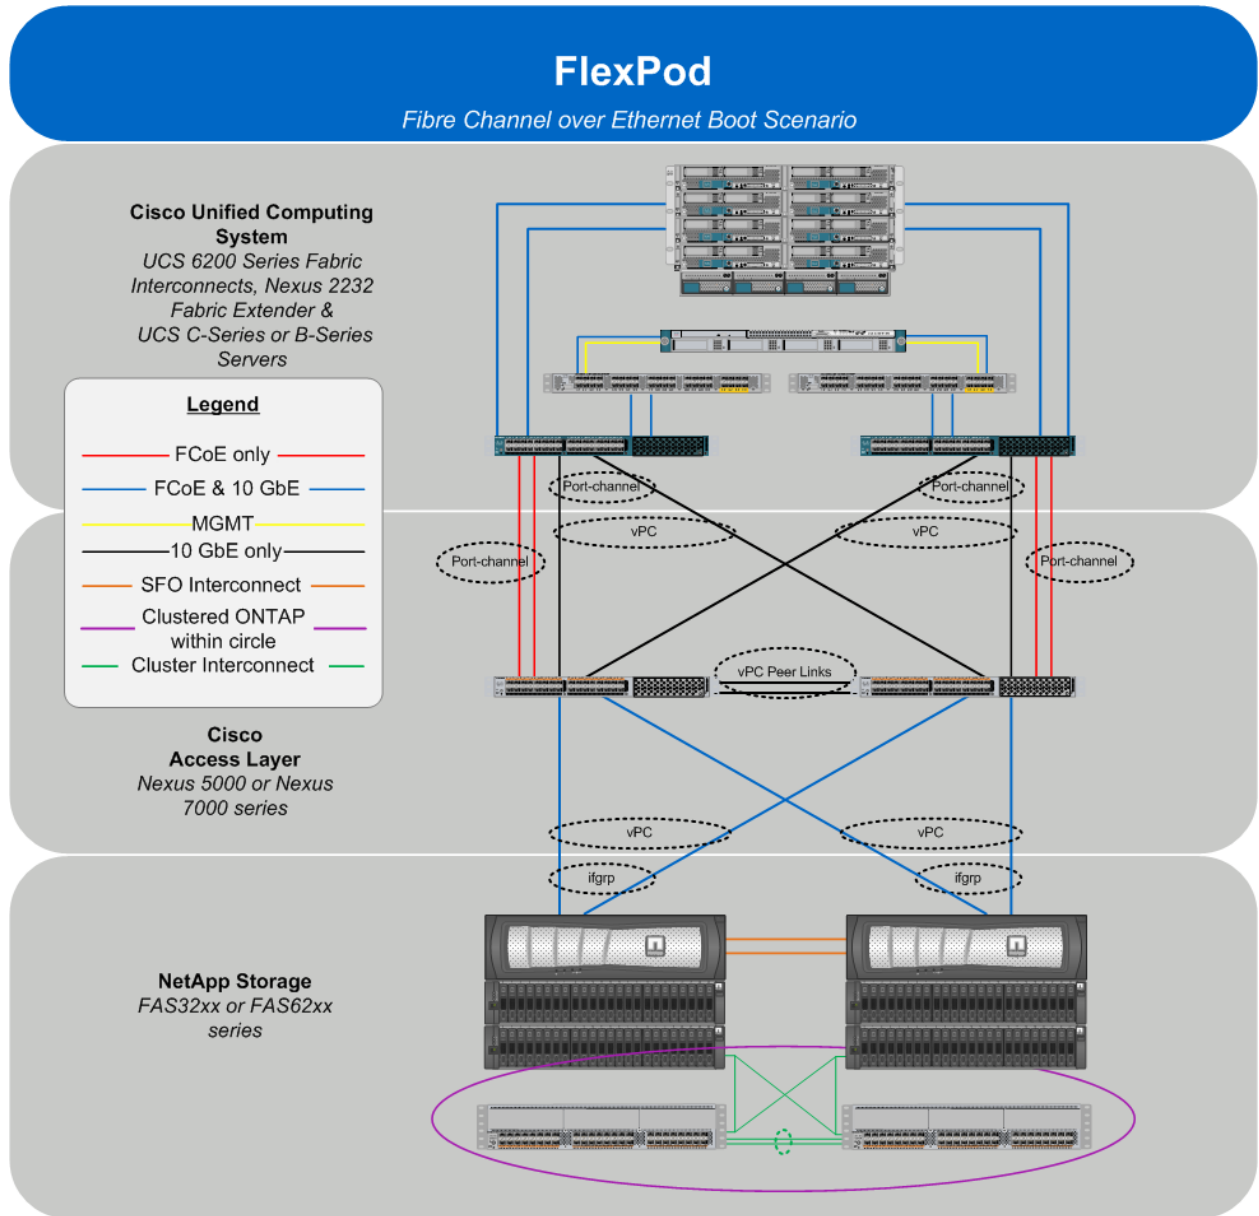 FlexPod
Fibre Channel over Ethernet Boot Scenario
Cisco Unified Computing
System
UCS 6200 Series Fabric
Interconnects, Nexus 2232
Fabric Extender &
UCS C-Series or B-Series
Servers
Legend
FCoE only
FCoE & 10 GbE
MGMT
10 GbE only
SFO Interconnect
Clustered ONTAP
within circle
Cluster Interconnect
Port-channel
Port-channel
vPC
vPC
Port-channel
Port-channel
vPC Peer Links
Cisco
Access Layer
Nexus 5000 or Nexus
7000 series
vPC
vPC
ifgrp
ifgrp
NetApp Storage
FAS32xx or FAS62xx
series